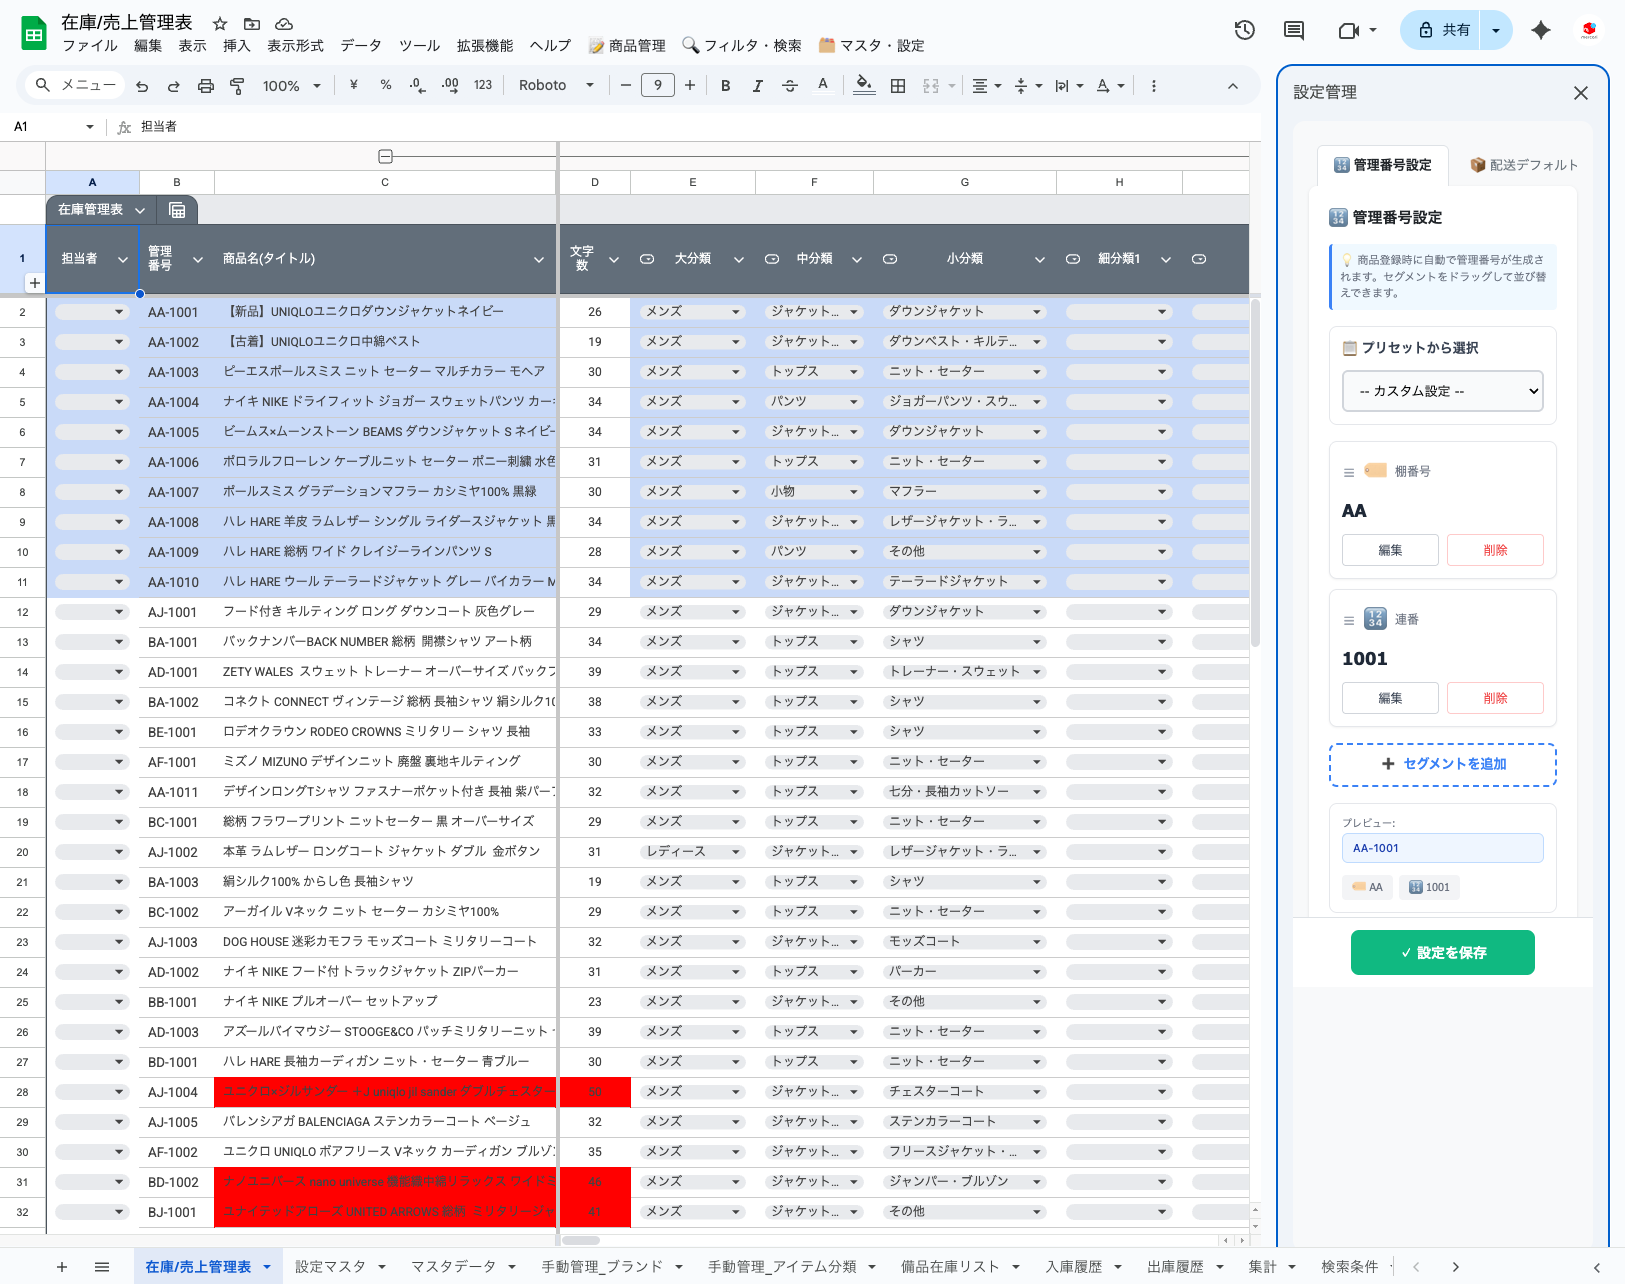 在庫/売上管理表
ファイル 編集 表示 挿入 表示形式 データ ツール 拡張機能 ヘルプ 📝商品管理 🔍フィルタ・検索 マスタ・設定
共有
メニュー 100% ¥ % .0 .00 123 Roboto 9 B I A
A1 fx 担当者
A B C D E F G H
在庫管理表
1 担当者 管理番号 商品名(タイトル) 文字数 大分類 中分類 小分類 細分類1
2 AA-1001 【新品】UNIQLOユニクロダウンジャケットネイビー 26 メンズ ジャケット... ダウンジャケット
3 AA-1002 【古着】UNIQLOユニクロ中綿ベスト 19 メンズ ジャケット... ダウンベスト・キルテ...
4 AA-1003 ピーエスポールスミス ニット セーター マルチカラー モヘア 30 メンズ トップス ニット・セーター
5 AA-1004 ナイキ NIKE ドライフィット ジョガー スウェットパンツ カーキ 34 メンズ パンツ ジョガーパンツ・スウ...
6 AA-1005 ビームス×ムーンストーン BEAMS ダウンジャケット S ネイビー 34 メンズ ジャケット... ダウンジャケット
7 AA-1006 ポロラルフローレン ケーブルニット セーター ポニー刺繍 水色 31 メンズ トップス ニット・セーター
8 AA-1007 ポールスミス グラデーションマフラー カシミヤ100% 黒緑 30 メンズ 小物 マフラー
9 AA-1008 ハレ HARE 羊皮 ラムレザー シングル ライダースジャケット 黒 34 メンズ ジャケット... レザージャケット・ラ...
10 AA-1009 ハレ HARE 総柄 ワイド クレイジーラインパンツ S 28 メンズ パンツ その他
11 AA-1010 ハレ HARE ウール テーラードジャケット グレー バイカラー M 34 メンズ ジャケット... テーラードジャケット
12 AJ-1001 フード付き キルティング ロング ダウンコート 灰色グレー 29 メンズ ジャケット... ダウンジャケット
13 BA-1001 バックナンバーBACK NUMBER 総柄 開襟シャツ アート柄 34 メンズ トップス シャツ
14 AD-1001 ZETY WALES スウェット トレーナー オーバーサイズ バックプ 39 メンズ トップス トレーナー・スウェット
15 BA-1002 コネクト CONNECT ヴィンテージ 総柄 長袖シャツ 絹シルク10 38 メンズ トップス シャツ
16 BE-1001 ロデオクラウン RODEO CROWNS ミリタリー シャツ 長袖 33 メンズ トップス シャツ
17 AF-1001 ミズノ MIZUNO デザインニット 廃盤 裏地キルティング 30 メンズ トップス ニット・セーター
18 AA-1011 デザインロングTシャツ ファスナーポケット付き 長袖 紫パープ 32 メンズ トップス 七分・長袖カットソー
19 BC-1001 総柄 フラワープリント ニットセーター 黒 オーバーサイズ 29 メンズ トップス ニット・セーター
20 AJ-1002 本革 ラムレザー ロングコート ジャケット ダブル 金ボタン 31 レディース ジャケット... レザージャケット・ラ...
21 BA-1003 絹シルク100% からし色 長袖シャツ 19 メンズ トップス シャツ
22 BC-1002 アーガイル Vネック ニット セーター カシミヤ100% 29 メンズ トップス ニット・セーター
23 AJ-1003 DOG HOUSE 迷彩カモフラ モッズコート ミリタリーコート 32 メンズ ジャケット... モッズコート
24 AD-1002 ナイキ NIKE フード付 トラックジャケット ZIPパーカー 31 メンズ トップス パーカー
25 BB-1001 ナイキ NIKE プルオーバー セットアップ 23 メンズ ジャケット... その他
26 AD-1003 アズールバイマウジー STOOGE&CO パッチミリタリーニット 39 メンズ トップス ニット・セーター
27 BD-1001 ハレ HARE 長袖カーディガン ニット・セーター 青ブルー 30 メンズ トップス ニット・セーター
28 AJ-1004 ユニクロ×ジルサンダー +J uniqlo jil sander ダブルチェスター メンズ ジャケット... チェスターコート
29 AJ-1005 バレンシアガ BALENCIAGA ステンカラーコート ベージュ 32 メンズ ジャケット... ステンカラーコート
30 AF-1002 ユニクロ UNIQLO ボアフリース Vネック カーディガン ブルゾン 35 メンズ ジャケット... フリースジャケット・...
31 BD-1002 ナノユニバース nano universe リラックス ワイド 46 メンズ ジャケット... ジャンパー・ブルゾン
32 BJ-1001 ユナイテッドアローズ UNITED ARROWS 総柄 ミリタリージャ 41 メンズ ジャケット... その他
在庫/売上管理表 設定マスタ マスタデータ 手動管理_ブランド 手動管理_アイテム分類 備品在庫リスト 入庫履歴 出庫履歴 集計 検索条件
設定管理
管理番号設定 配送デフォルト
管理番号設定
💡 商品登録時に自動で管理番号が生成さ
れます。セグメントをドラッグして並び替
えできます。
プリセットから選択
-- カスタム設定 --
棚番号
AA
編集 削除
連番
1001
編集 削除
+ セグメントを追加
プレビュー:
AA-1001
AA 1001
✓ 設定を保存